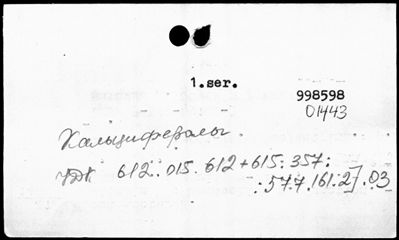 1.ser.
998598
01443
Кальциферолы.
УДК 612.015.612+615.357:
:577.161.2].03